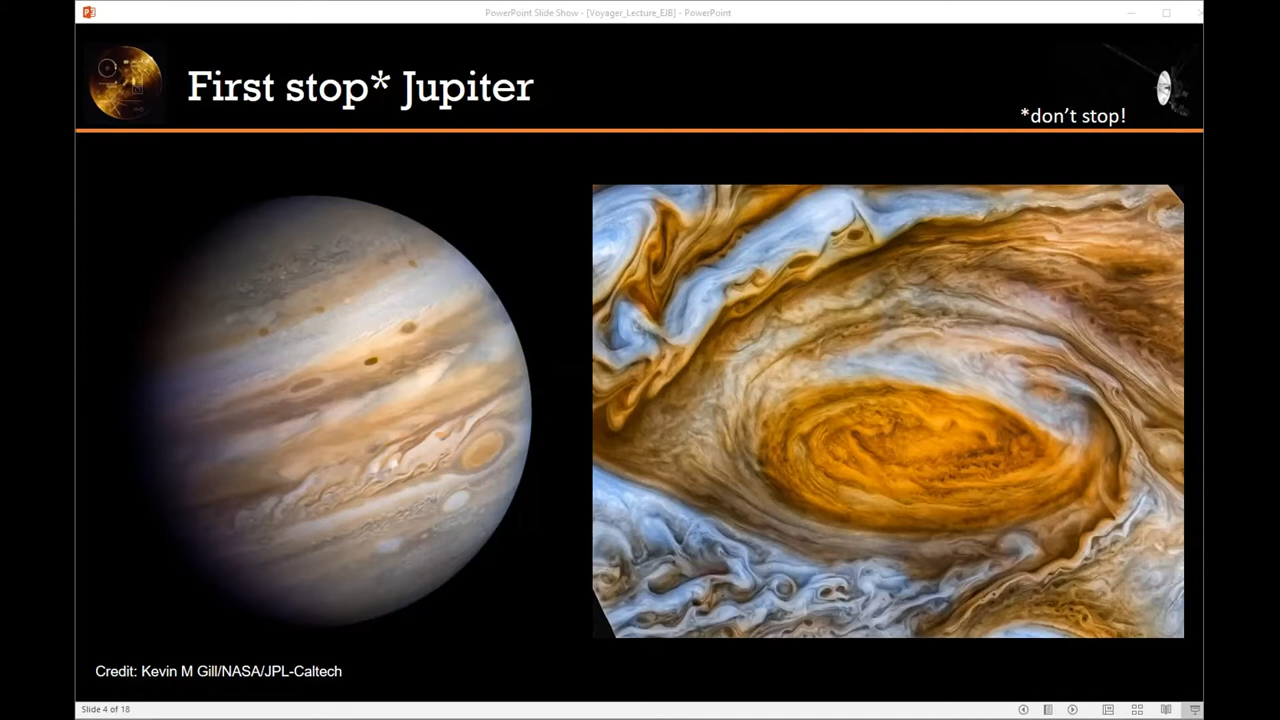 PowerPoint Slide Show - [Voyager_Lecture_EJB] - PowerPoint
First stop* Jupiter
*don't stop!
Credit: Kevin M Gill/NASA/JPL-Caltech
Slide 4 of 18